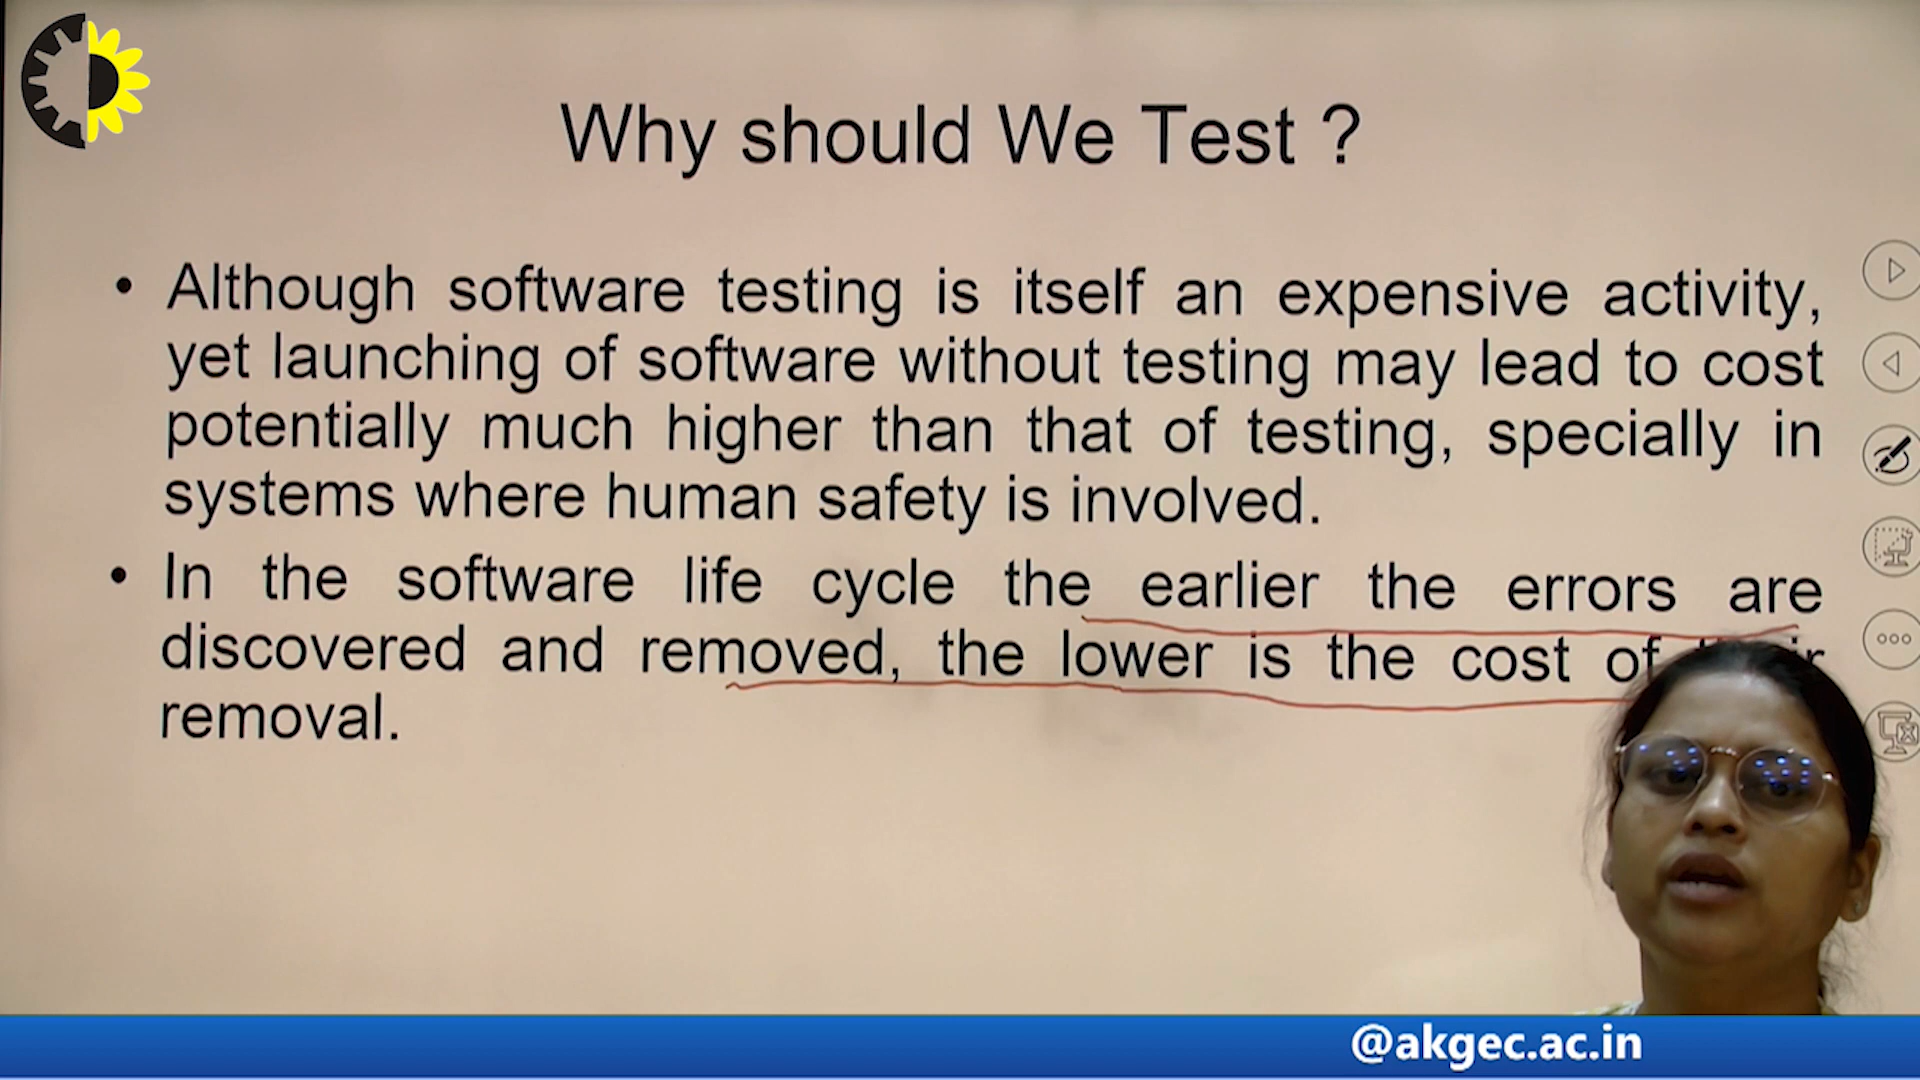 Why should We Test ?
• Although software testing is itself an expensive activity,
yet launching of software without testing may lead to cost
potentially much higher than that of testing, specially in
systems where human safety is involved.
• In the software life cycle the earlier the errors are
discovered and removed, the lower is the cost of
removal.
@akgec.ac.in